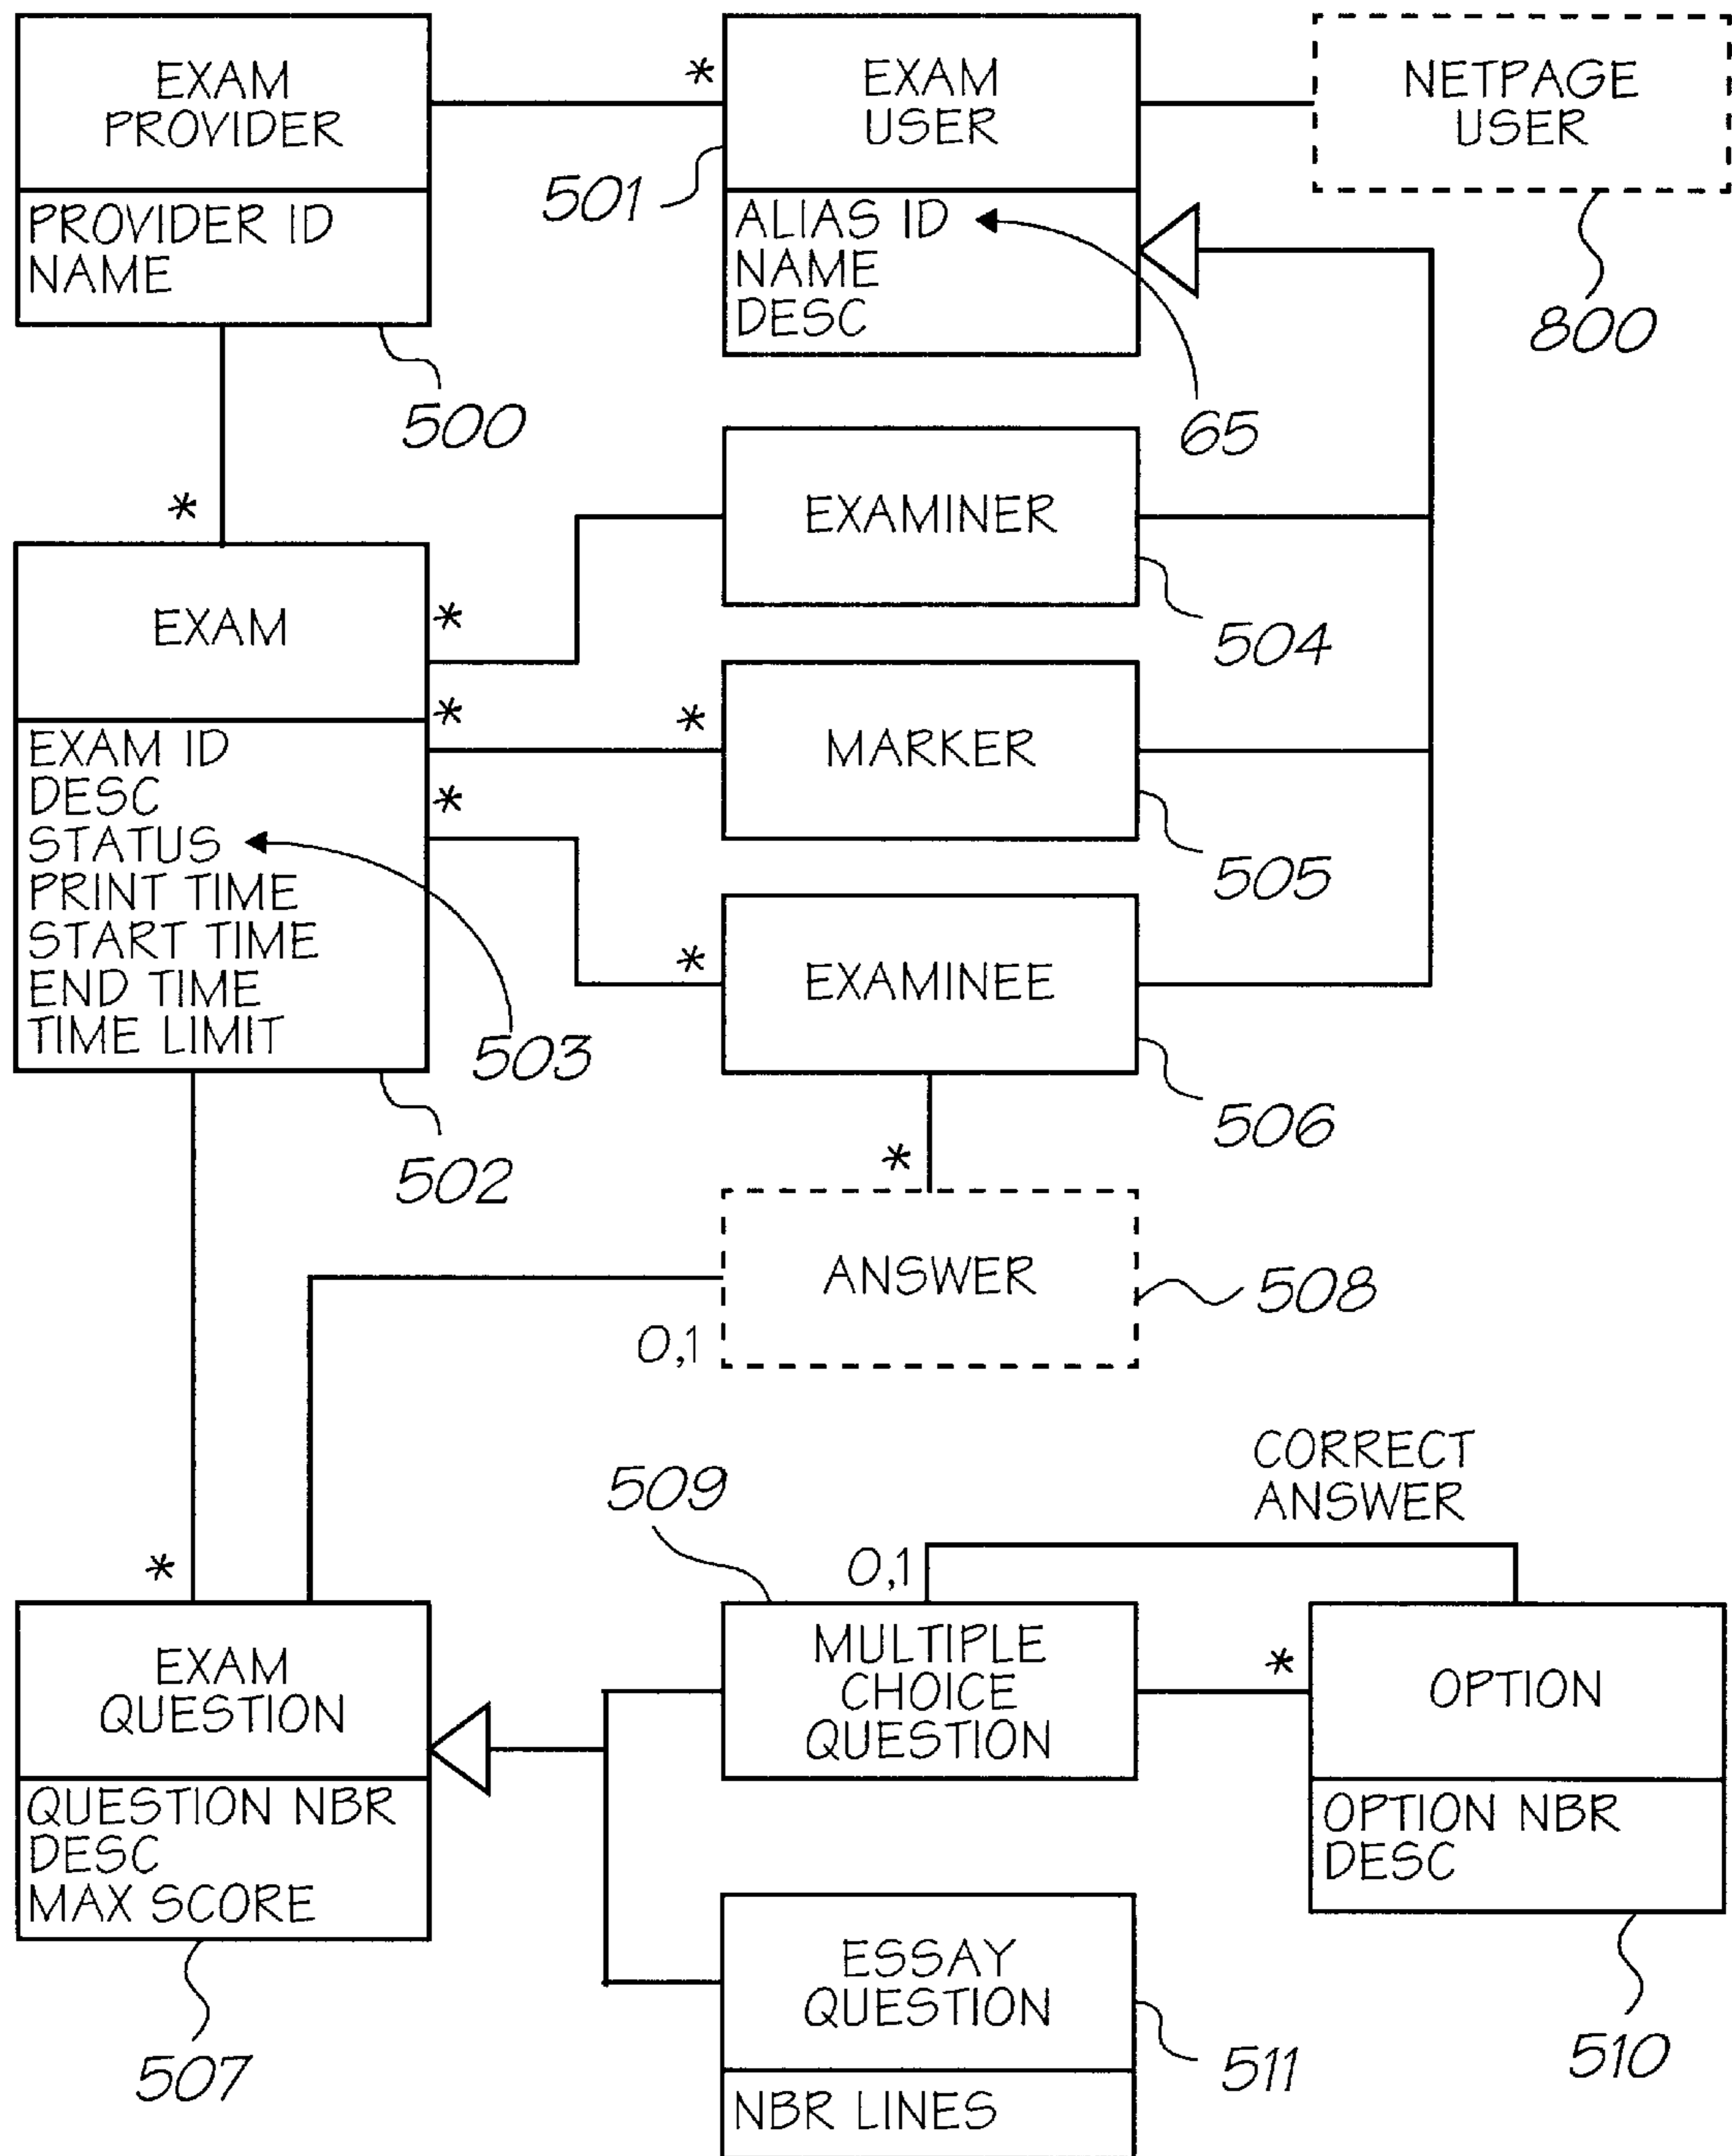 EXAM
PROVIDER
PROVIDER ID
NAME
500
*
EXAM
USER
501
ALIAS ID
NAME
DESC
65
NETPAGE
USER
800
*
EXAM
EXAM ID
DESC
STATUS
PRINT TIME
START TIME
END TIME
TIME LIMIT
503
502
*
*
*
EXAMINER
504
*
MARKER
505
*
EXAMINEE
506
*
ANSWER
508
0,1
*
EXAM
QUESTION
QUESTION NBR
DESC
MAX SCORE
507
509
0,1
CORRECT
ANSWER
MULTIPLE
CHOICE
QUESTION
*
OPTION
OPTION NBR
DESC
510
ESSAY
QUESTION
NBR LINES
511